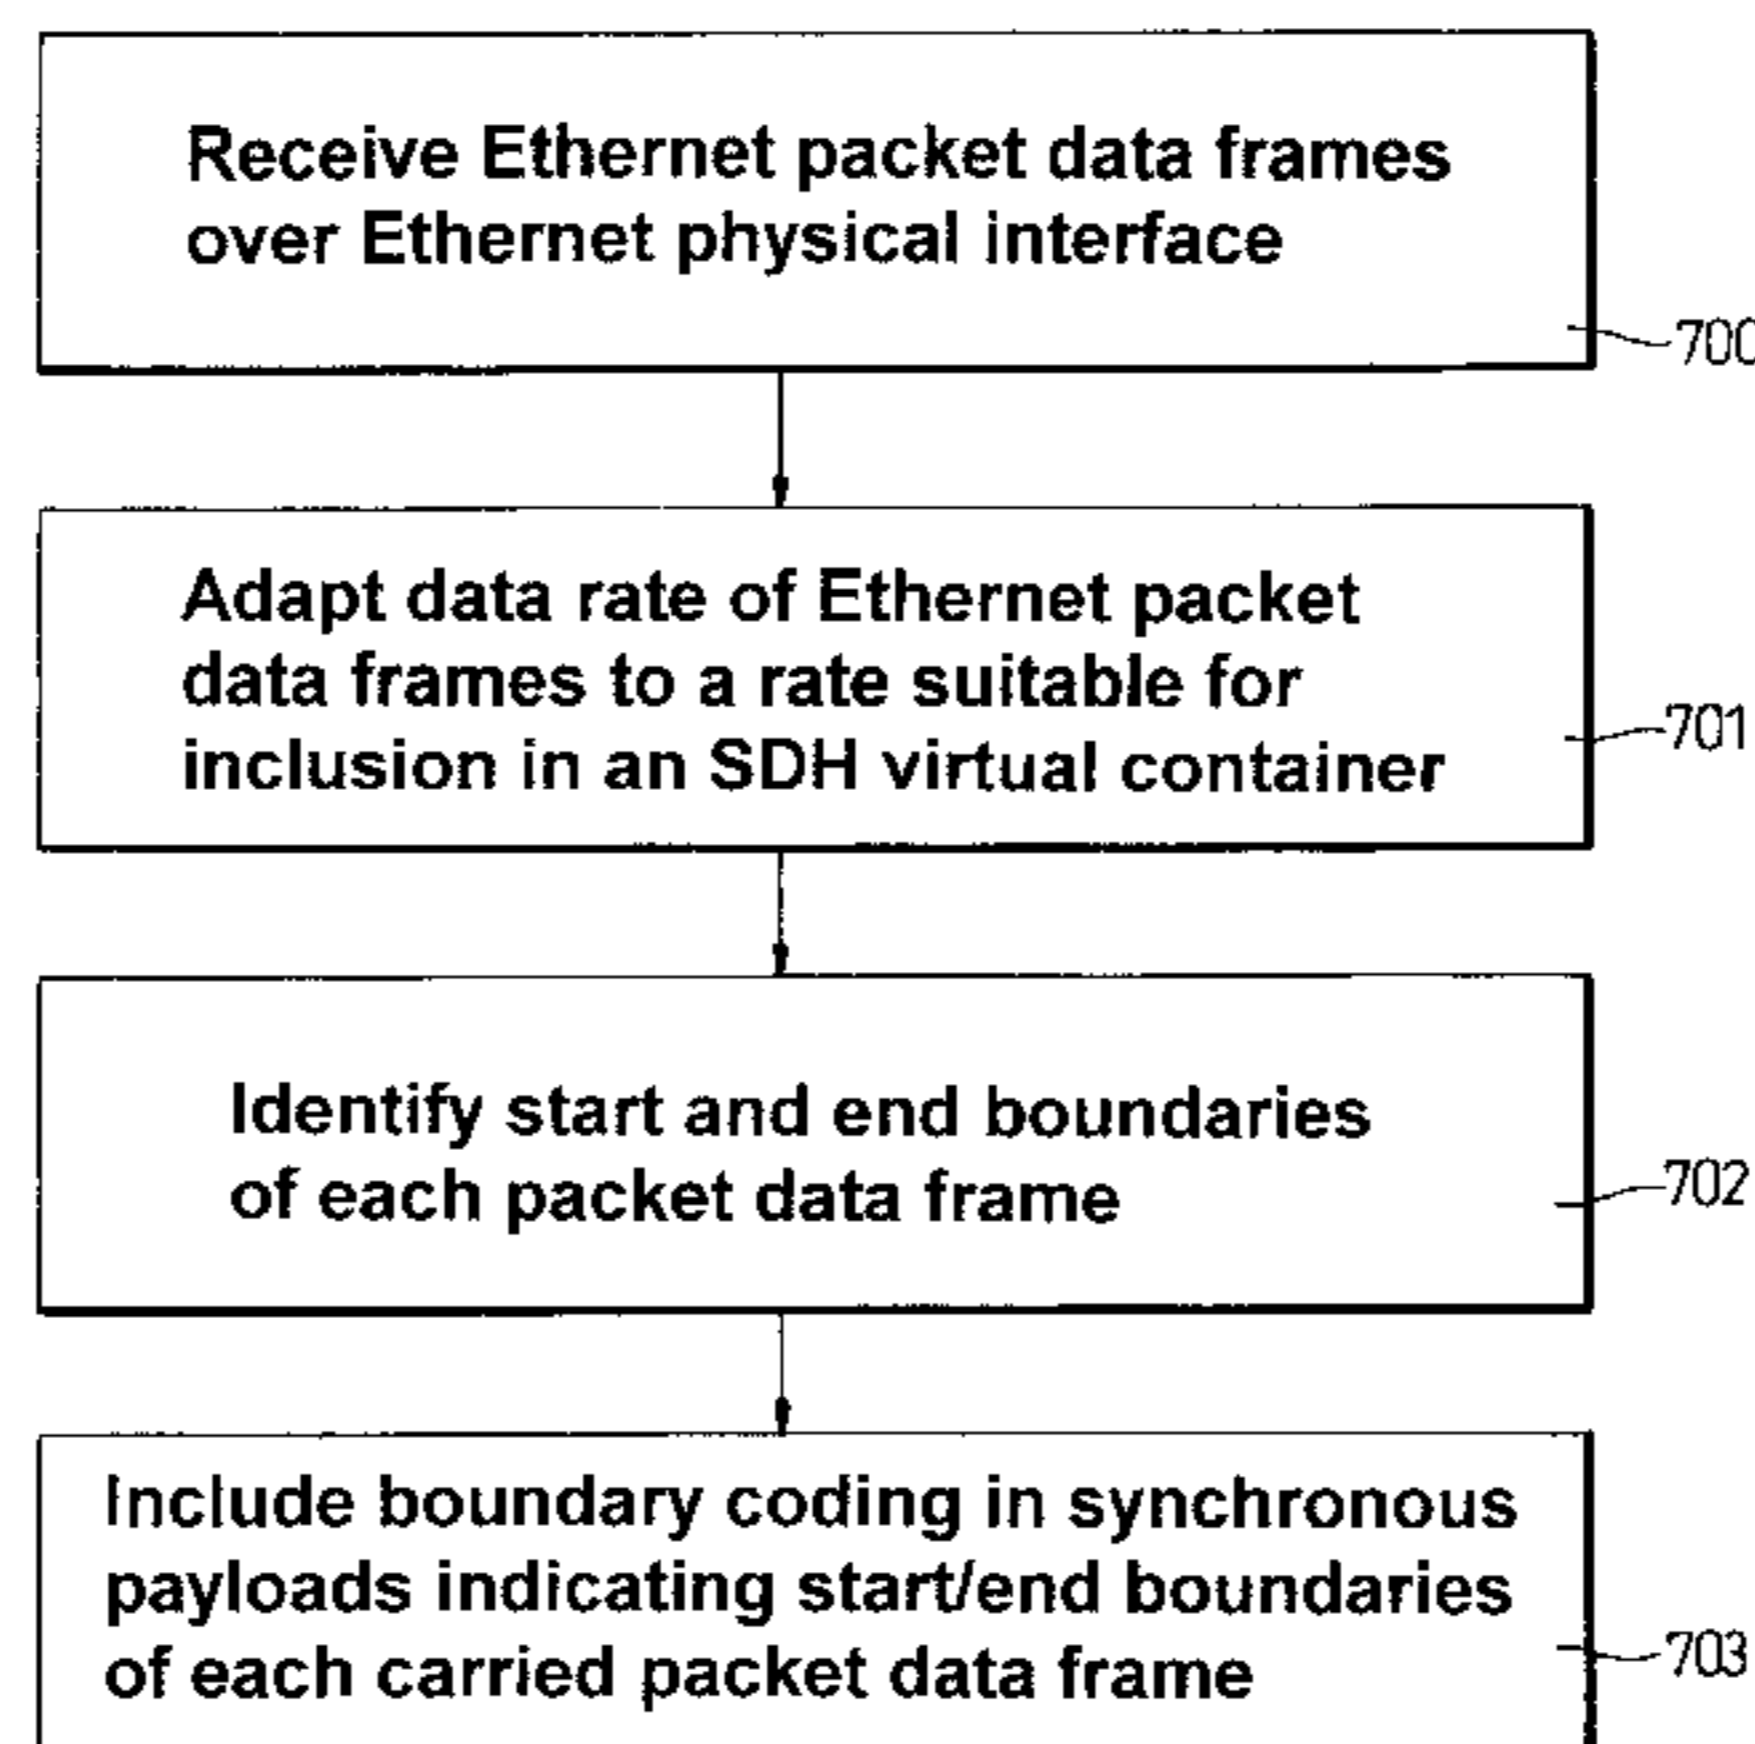 Receive Ethernet packet data frames
over Ethernet physical interface
700
Adapt data rate of Ethernet packet
data frames to a rate suitable for
inclusion in an SDH virtual container
701
Identify start and end boundaries
of each packet data frame
702
Include boundary coding in synchronous
payloads indicating start/end boundaries
of each carried packet data frame
703